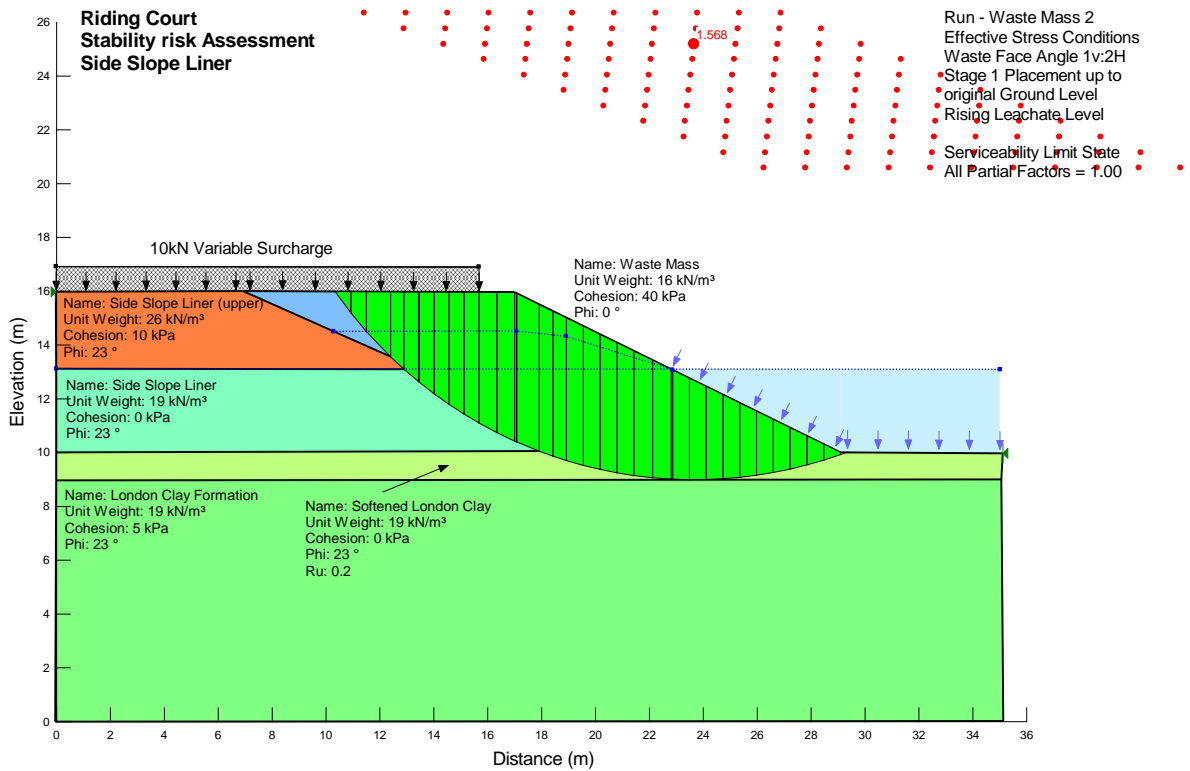 Riding Court
Stability risk Assessment
Side Slope Liner
Run - Waste Mass 2
Effective Stress Conditions
Waste Face Angle 1v:2H
Stage 1 Placement up to
original Ground Level
Rising Leachate Level
Serviceability Limit State
All Partial Factors = 1.00
1.568
10kN Variable Surcharge
Name: Waste Mass
Unit Weight: 16 kN/m³
Cohesion: 40 kPa
Phi: 0 °
Name: Side Slope Liner (upper)
Unit Weight: 26 kN/m³
Cohesion: 10 kPa
Phi: 23 °
Name: Side Slope Liner
Unit Weight: 19 kN/m³
Cohesion: 0 kPa
Phi: 23 °
Name: London Clay Formation
Unit Weight: 19 kN/m³
Cohesion: 5 kPa
Phi: 23 °
Name: Softened London Clay
Unit Weight: 19 kN/m³
Cohesion: 0 kPa
Phi: 23 °
Ru: 0.2
Elevation (m)
26
24
22
20
18
16
14
12
10
8
6
4
2
0
0 2 4 6 8 10 12 14 16 18 20 22 24 26 28 30 32 34 36
Distance (m)